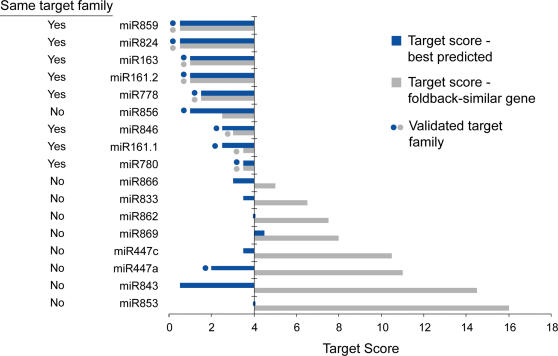 Same target family
Yes miR859
Yes miR824
Yes miR163
Yes miR161.2
Yes miR778
No miR856
Yes miR846
Yes miR161.1
Yes miR780
No miR866
No miR833
No miR862
No miR869
No miR447c
No miR447a
No miR843
No miR853
Target score -
best predicted
Target score -
foldback-similar gene
Validated target
family
0 2 4 6 8 10 12 14 16 18
Target Score